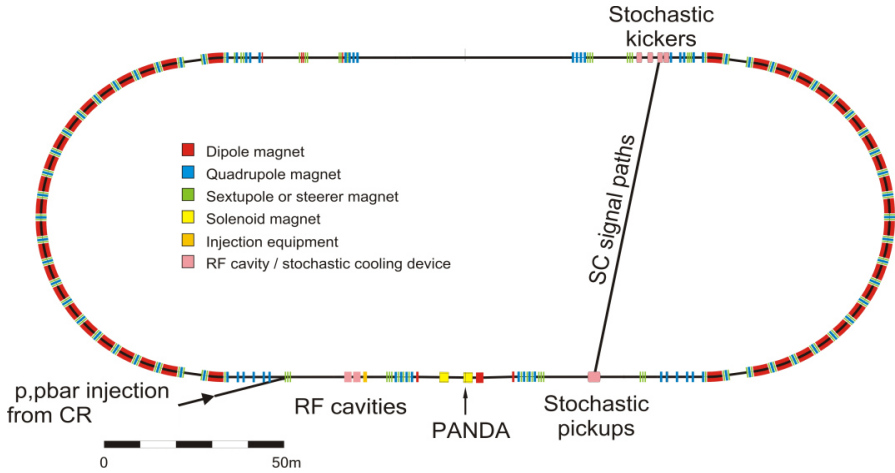 Stochastic
kickers
Dipole magnet
Quadrupole magnet
Sextupole or steerer magnet
Solenoid magnet
Injection equipment
RF cavity / stochastic cooling device
SC signal paths
p,pbar injection
from CR
RF cavities
PANDA
Stochastic
pickups
0
50m